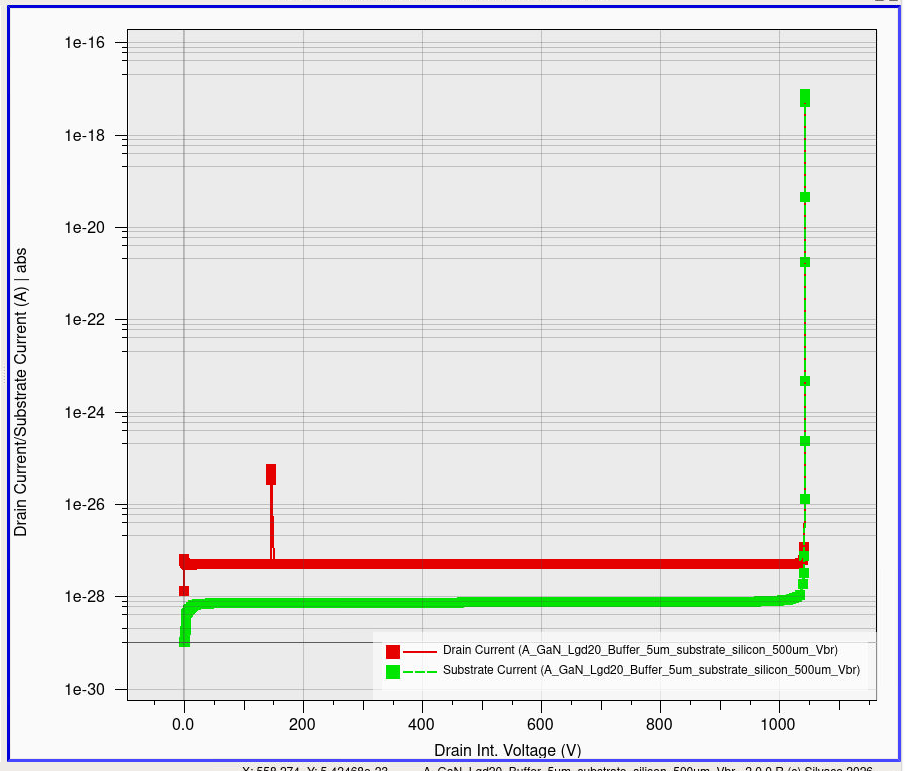 1e-16
1e-18
1e-20
1e-22
1e-24
1e-26
1e-28
1e-30
Drain Current/Substrate Current (A) | abs
Drain Current (A_GaN_Lgd20_Buffer_5um_substrate_silicon_500um_Vbr)
Substrate Current (A_GaN_Lgd20_Buffer_5um_substrate_silicon_500um_Vbr)
0.0 200 400 600 800 1000
Drain Int. Voltage (V)